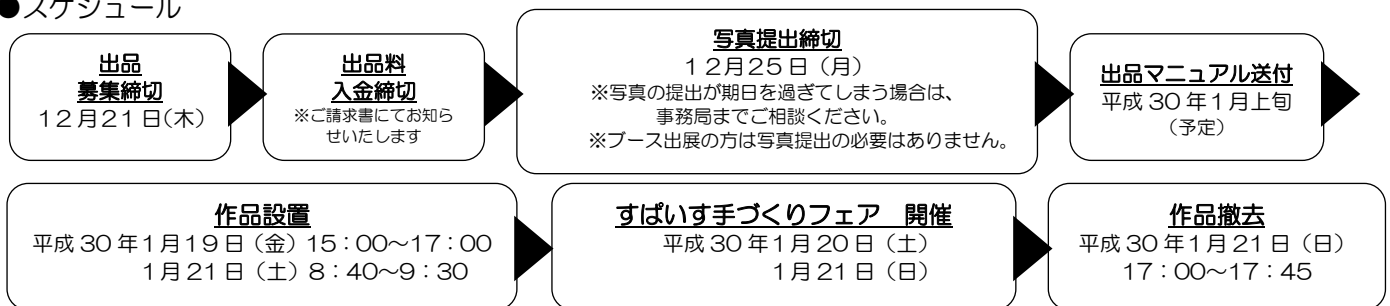 ●スケジュール
出品
募集締切
12月21日(木)
出品料
入金締切
※ご請求書にてお知ら
せいたします
写真提出締切
12月25日（月）
※写真の提出が期日を過ぎてしまう場合は、
事務局までご相談ください。
※ブース出展の方は写真提出の必要はありません。
出品マニュアル送付
平成30年1月上旬
（予定）
作品設置
平成30年1月19日（金）15：00～17：00
1月21日（土）8：40～9：30
すぱいす手づくりフェア　開催
平成30年1月20日（土）
1月21日（日）
作品撤去
平成30年1月21日（日）
17：00～17：45